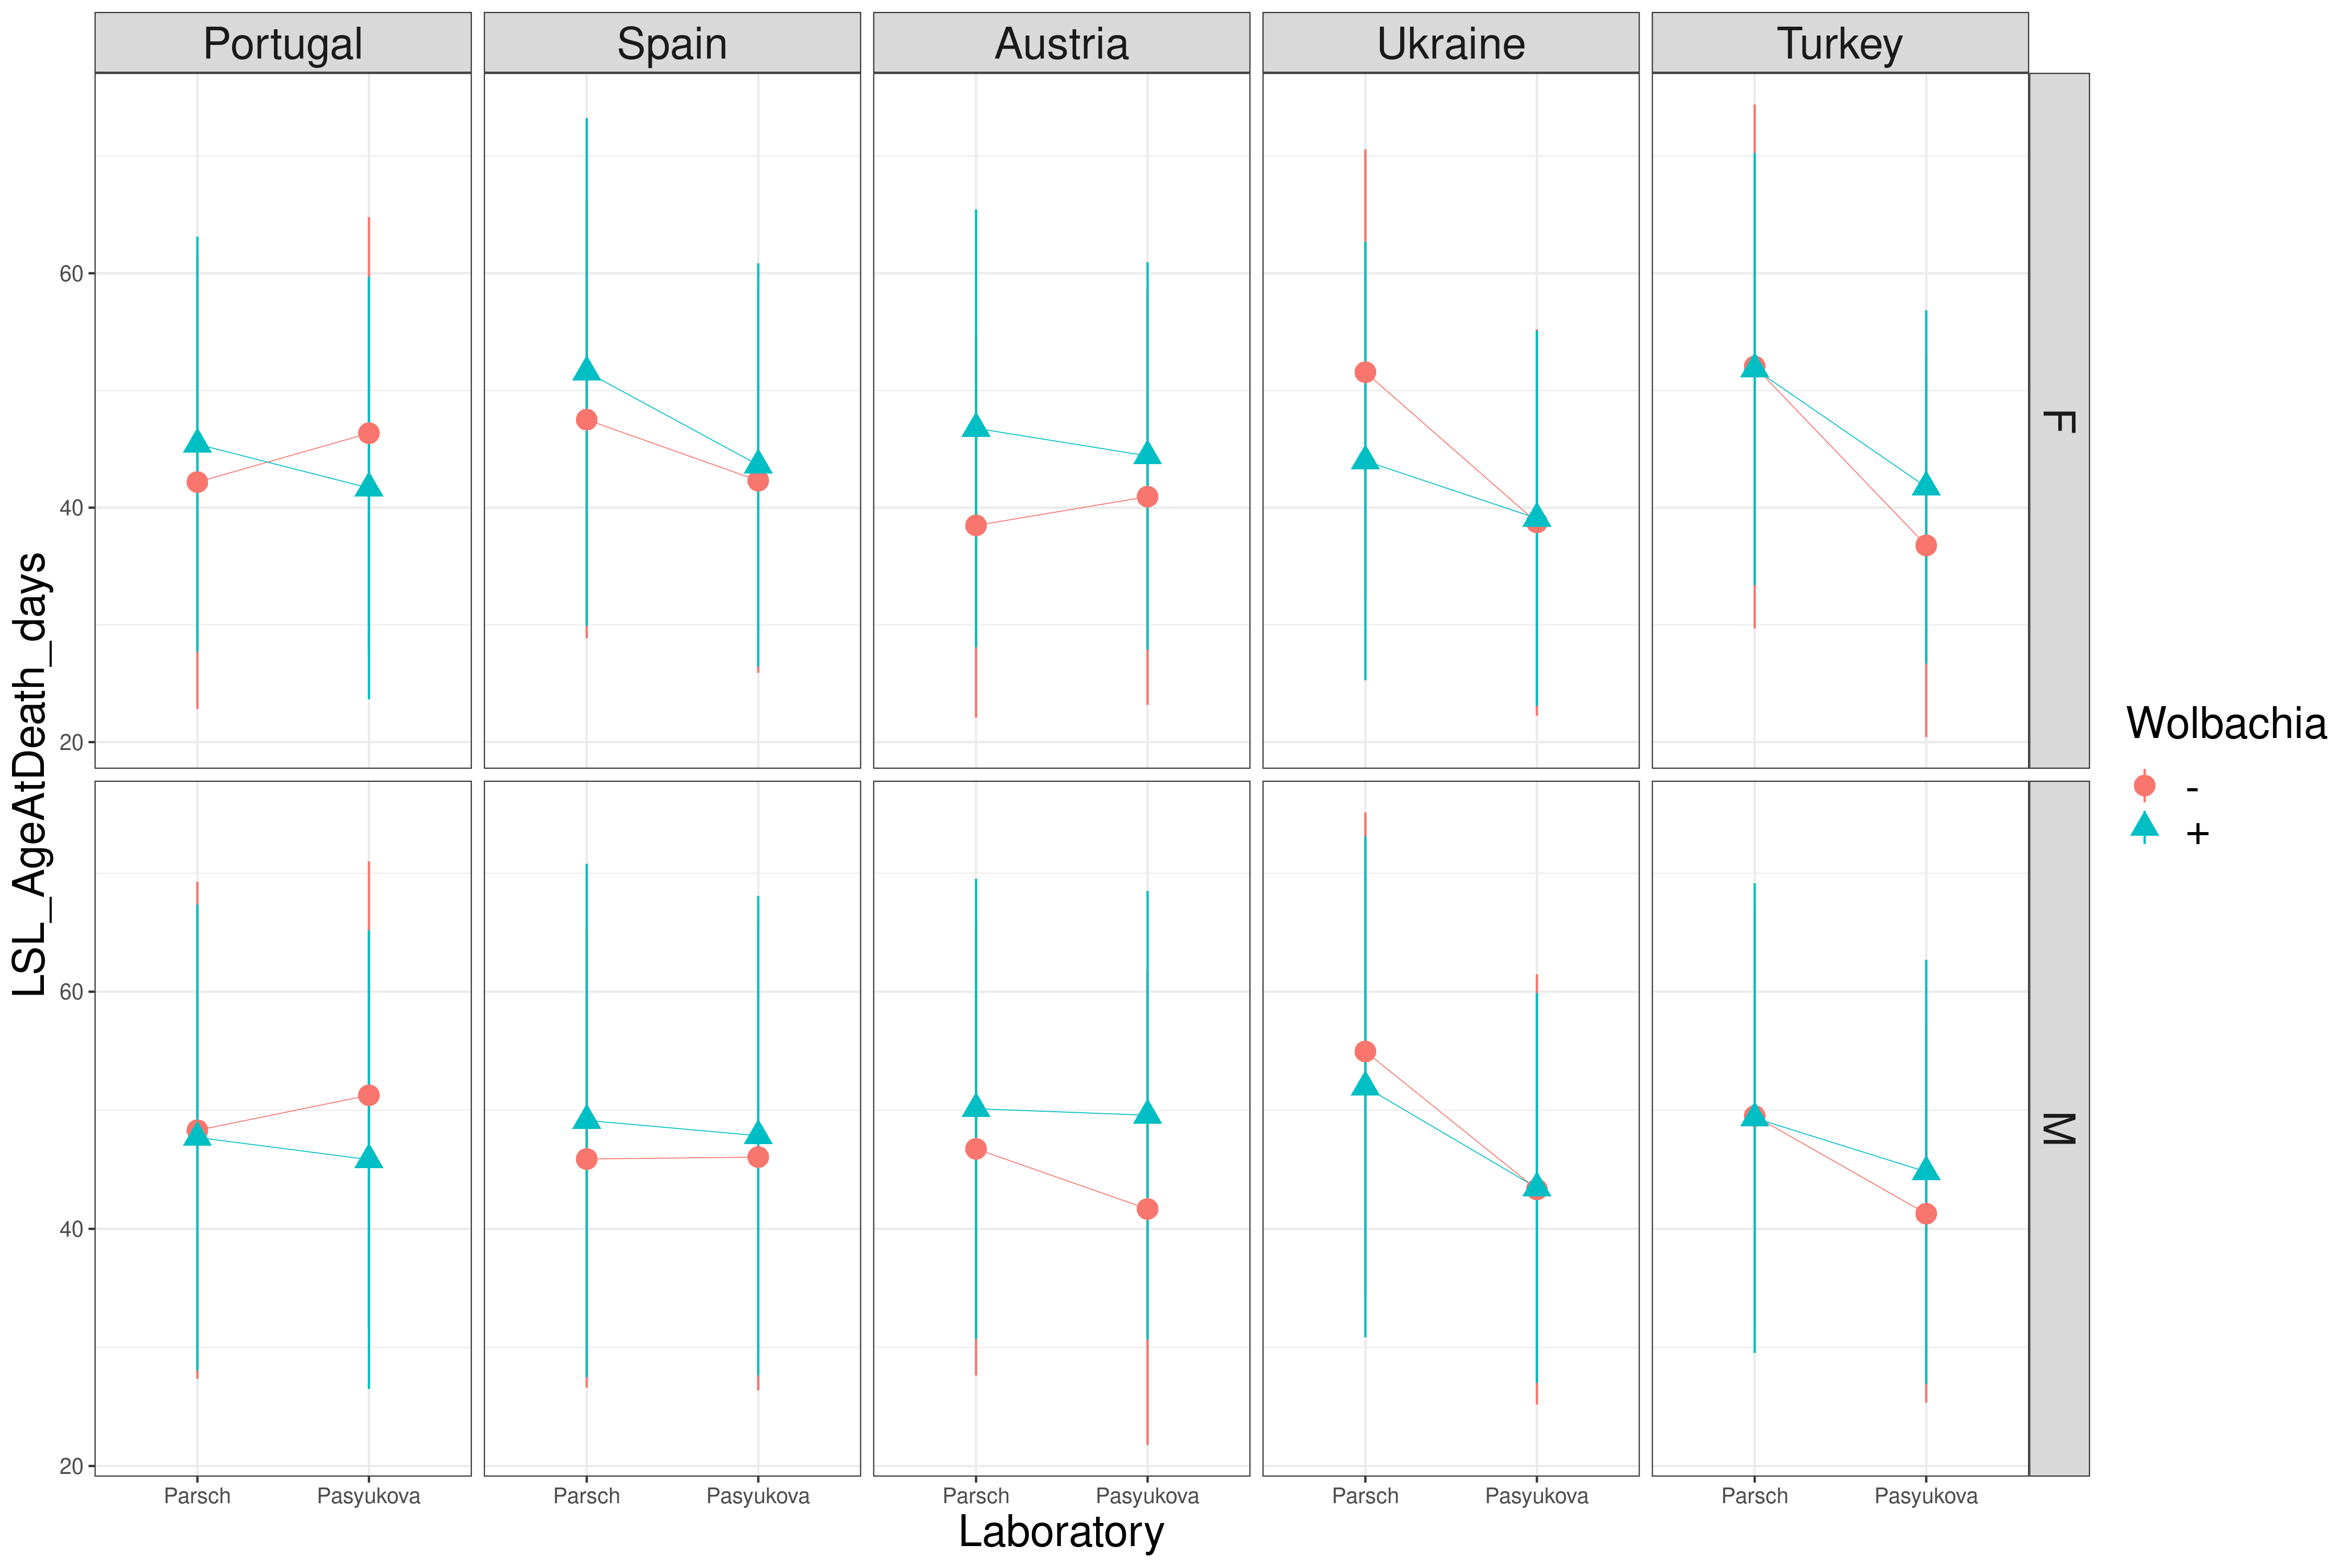 Portugal Spain Austria Ukraine Turkey
LSL_AgeAtDeath_days
60
40
20
F
60
40
20
M
Parsch Pasyukova Parsch Pasyukova Parsch Pasyukova Parsch Pasyukova Parsch Pasyukova
Laboratory
Wolbachia
-
+